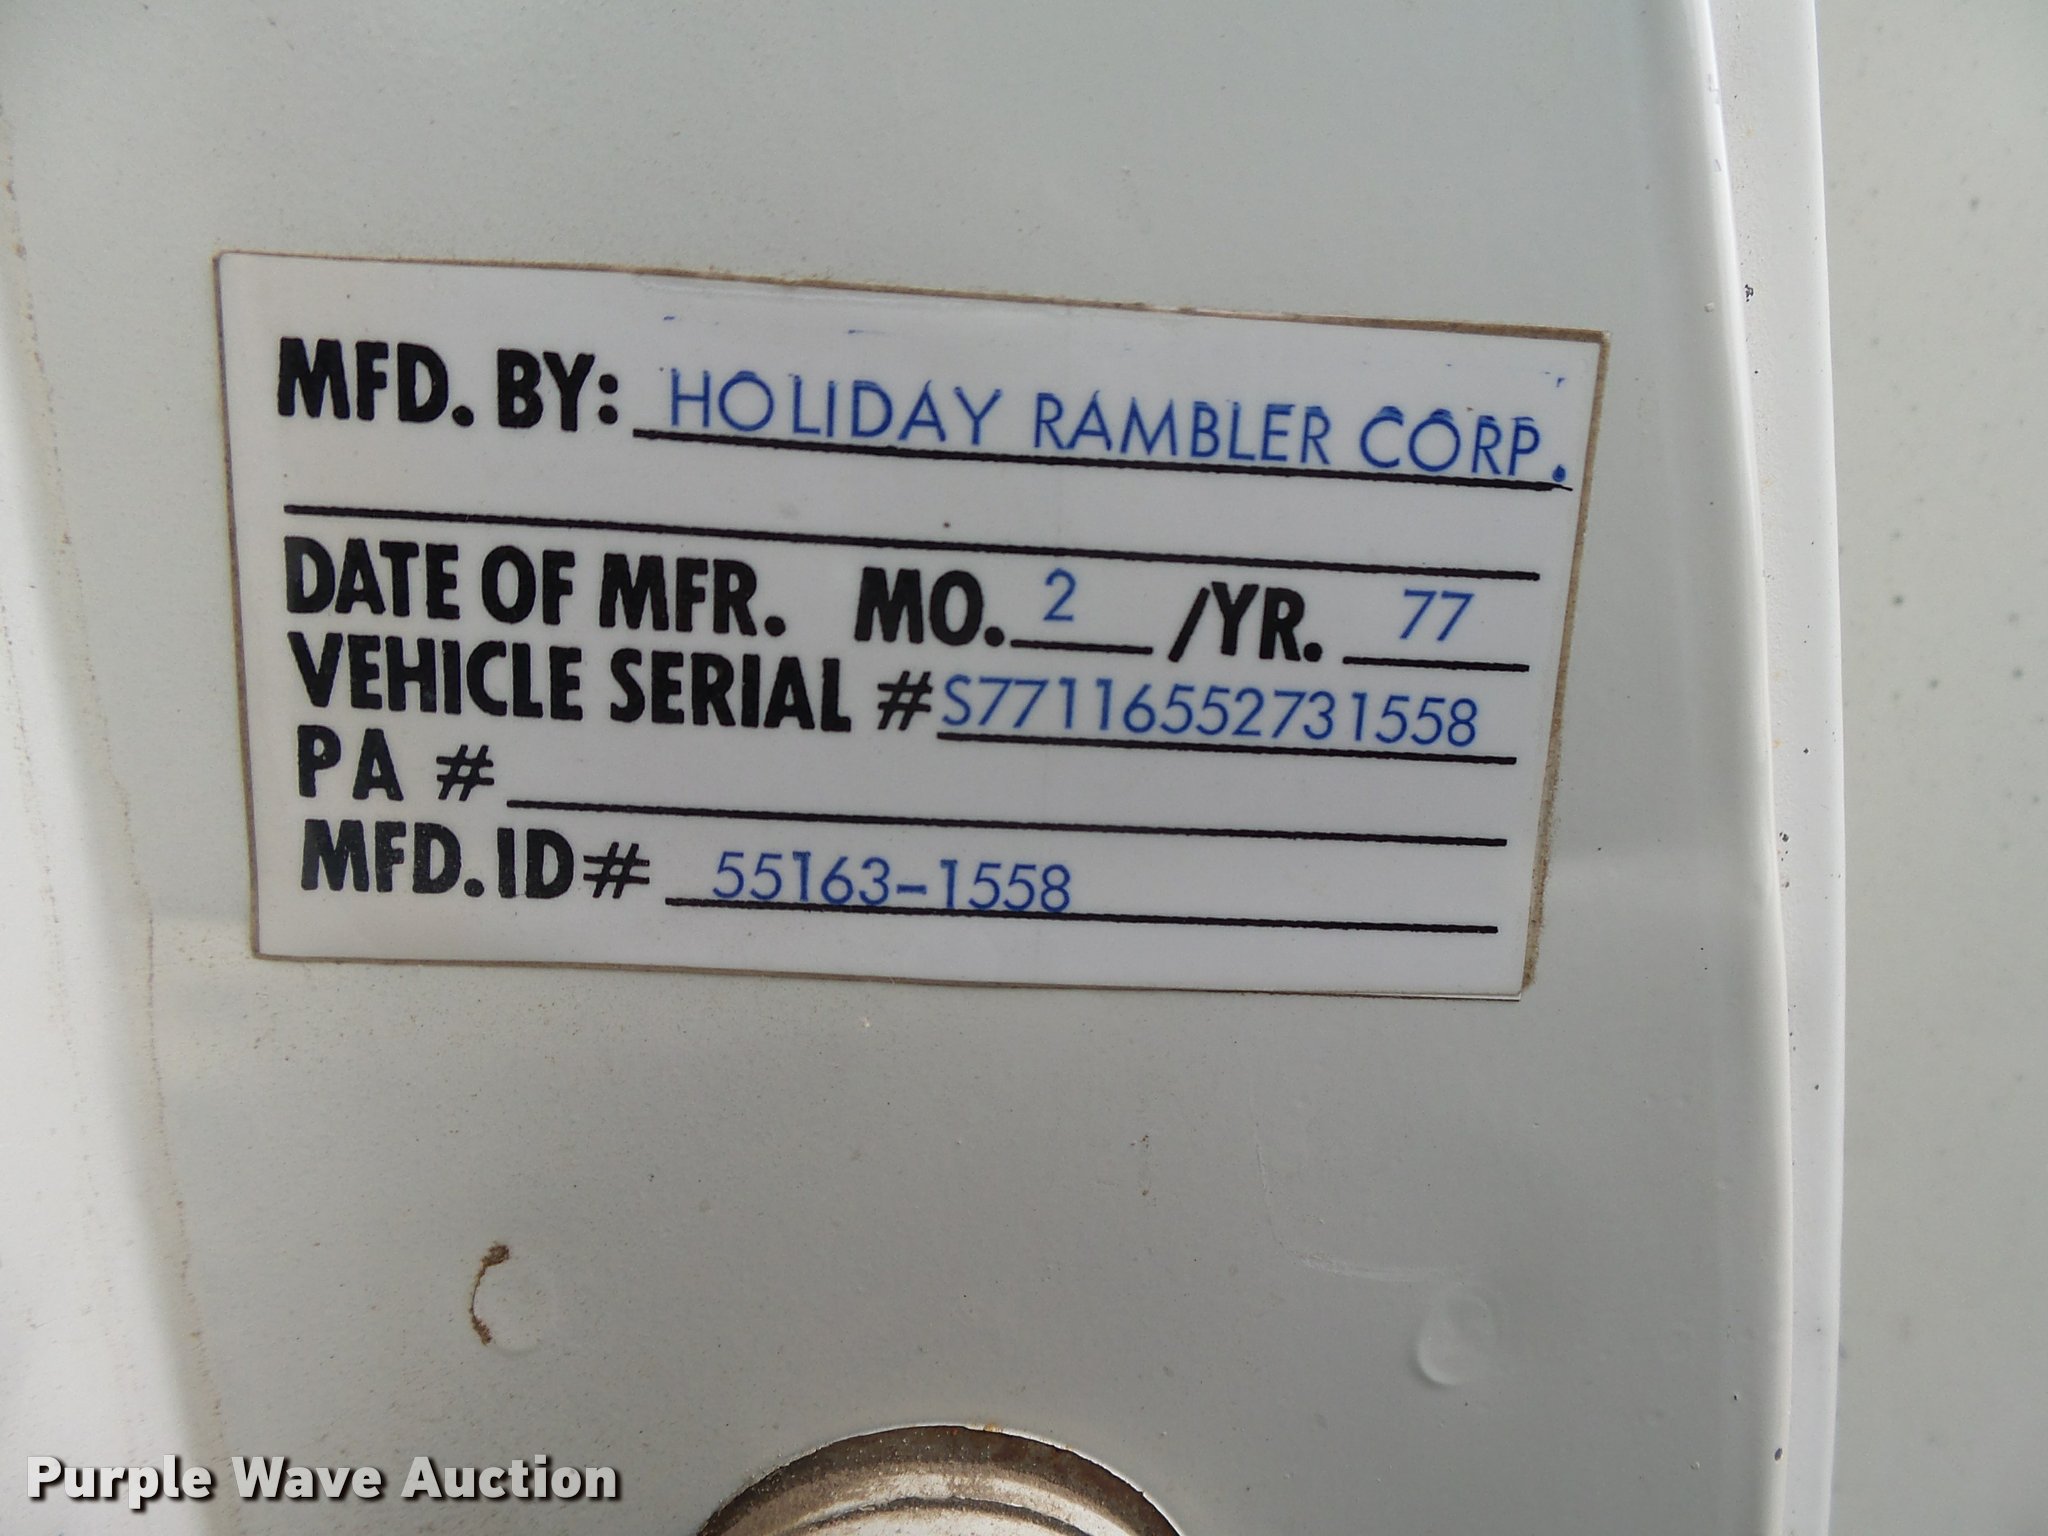 MFD. BY: HOLIDAY RAMBLER CORP.
DATE OF MFR. MO. 2 /YR. 77
VEHICLE SERIAL #S77116552731558
PA #
MFD. ID# 55163-1558
Purple Wave Auction